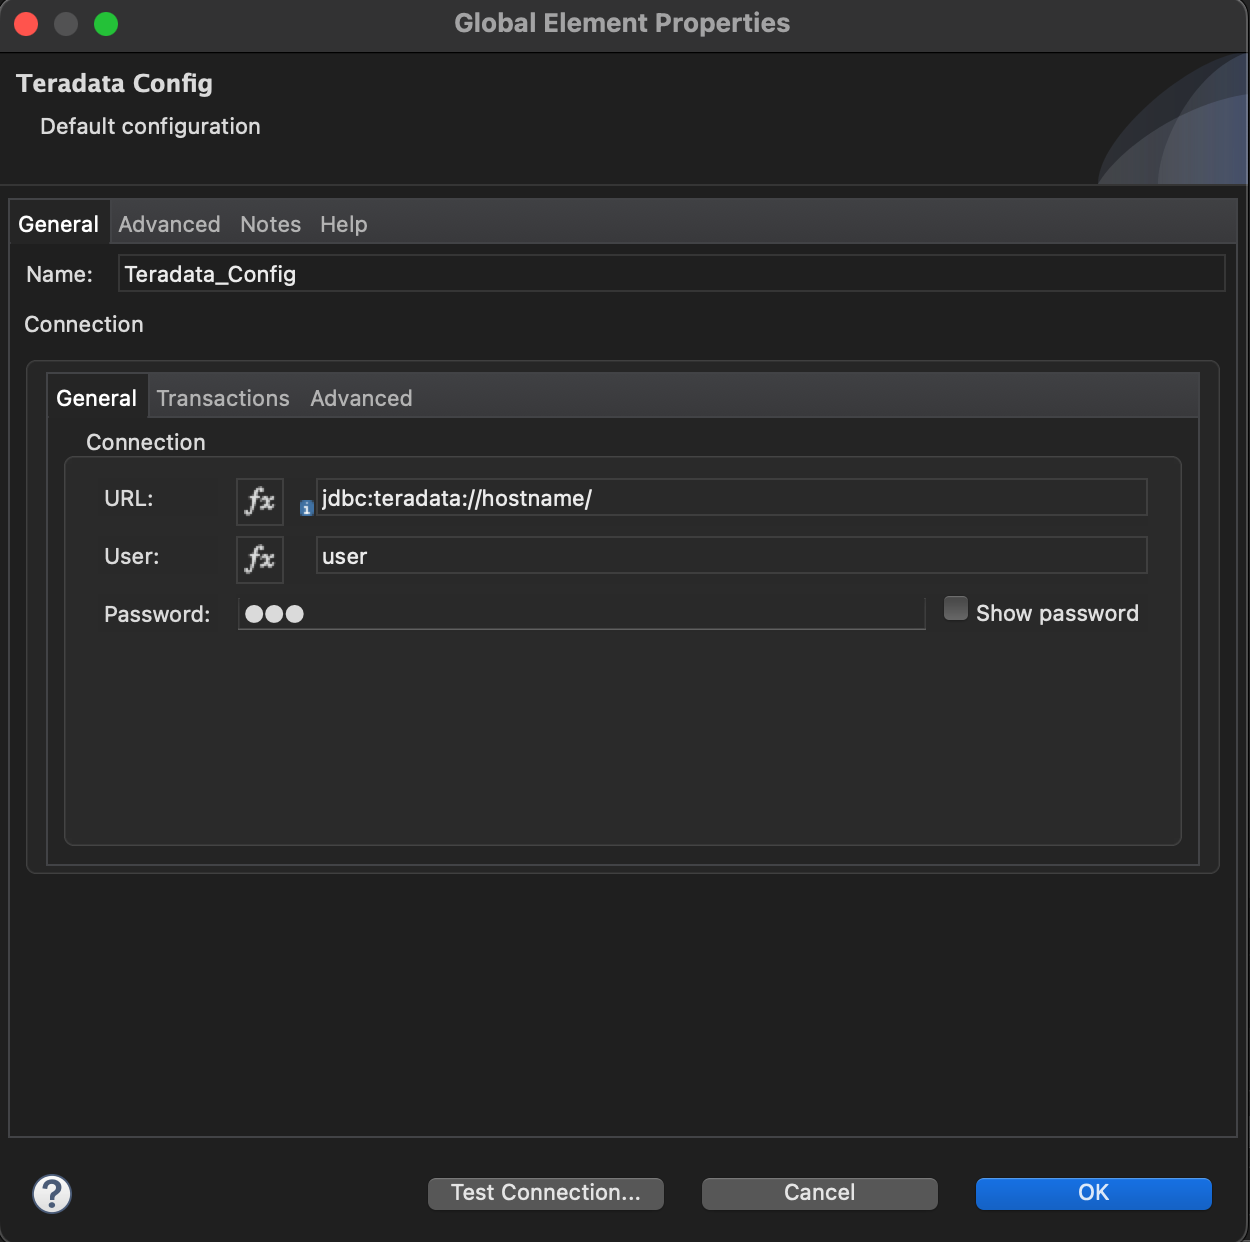 Global Element Properties
Teradata Config
Default configuration
General Advanced Notes Help
Name: Teradata_Config
Connection
General Transactions Advanced
Connection
URL: fx i jdbc:teradata://hostname/
User: fx user
Password: ●●● Show password
? Test Connection... Cancel OK